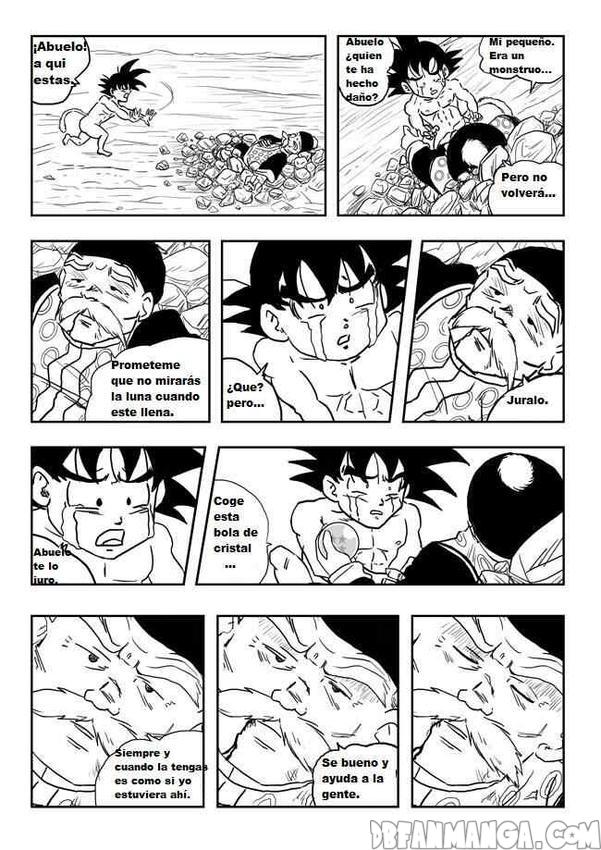 ¡Abuelo!
a qui
estas..
Abuelo
¿quien
te ha
hecho
daño?
Mi pequeño.
Era un
monstruo...
Pero no
volverá...
Prometeme
que no mirarás
la luna cuando
este llena.
¿Que?
pero...
Juralo.
Abuelo
te lo
juro.
Coge
esta
bola de
cristal
...
Siempre y
cuando la tengas
es como si yo
estuviera ahí.
Se bueno y
ayuda a la
gente.
DBFANMANGA.COM